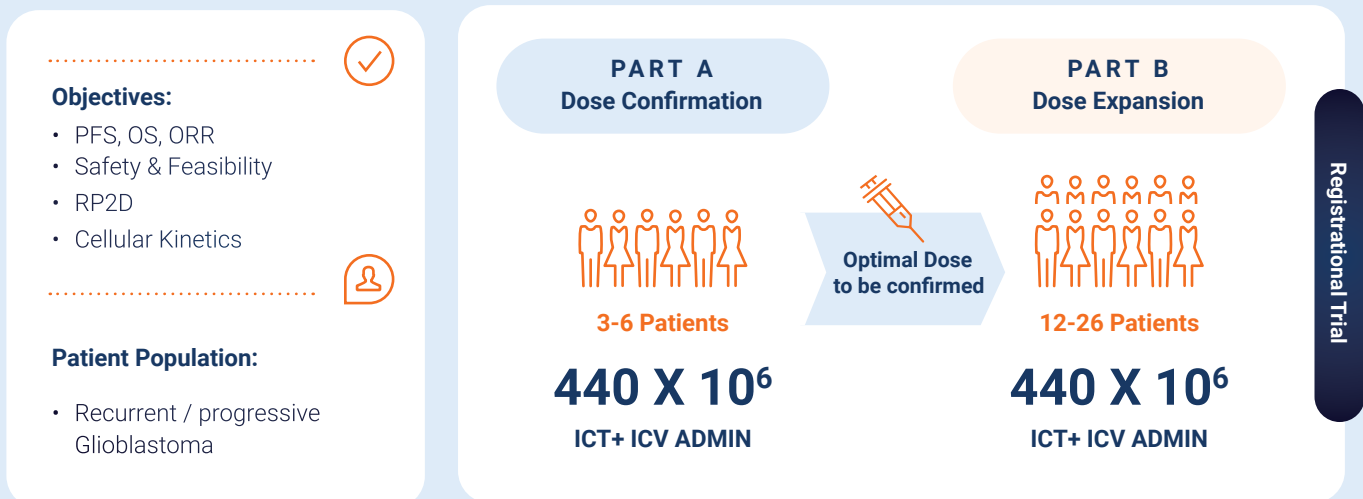 Objectives:
• PFS, OS, ORR
• Safety & Feasibility
• RP2D
• Cellular Kinetics
Patient Population:
• Recurrent / progressive
Glioblastoma
PART A
Dose Confirmation
3-6 Patients
440 X 10⁶
ICT+ ICV ADMIN
Optimal Dose
to be confirmed
PART B
Dose Expansion
12-26 Patients
440 X 10⁶
ICT+ ICV ADMIN
Registrational Trial